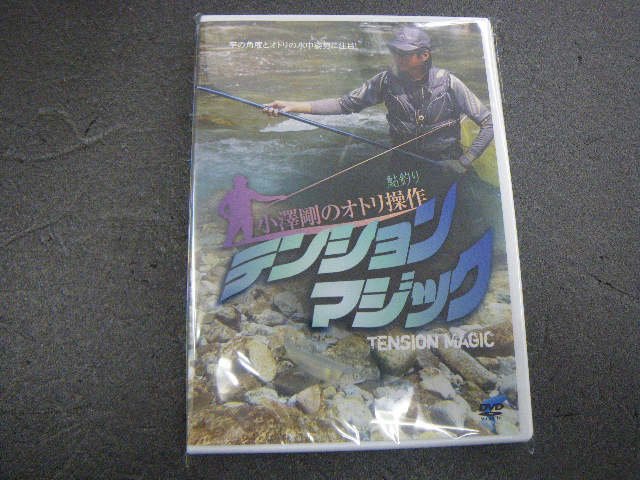 竿の角度とオトリの水中姿勢に注目!
鮎釣り
小澤剛のオトリ操作
テンション
マジック
TENSION MAGIC
DVD
VIDEO